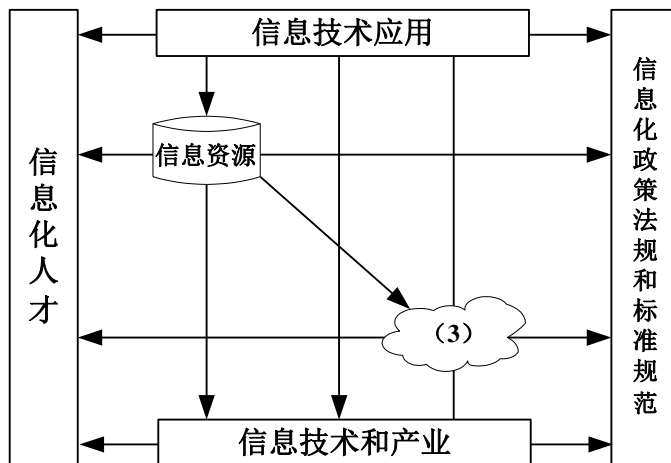 信息技术应用
信息化人才
信息资源
（3）
信息化政策法规和标准规范
信息技术和产业